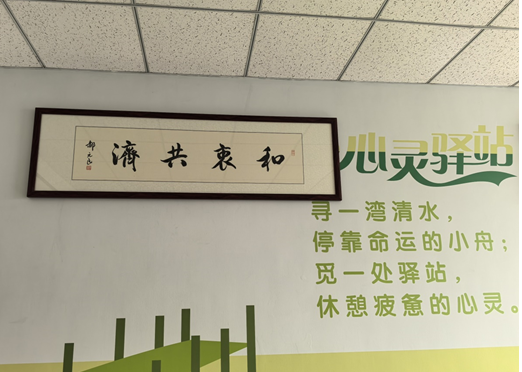 和衷共濟
心灵驿站
寻一湾清水，
停靠命运的小舟；
觅一处驿站，
休憩疲惫的心灵。